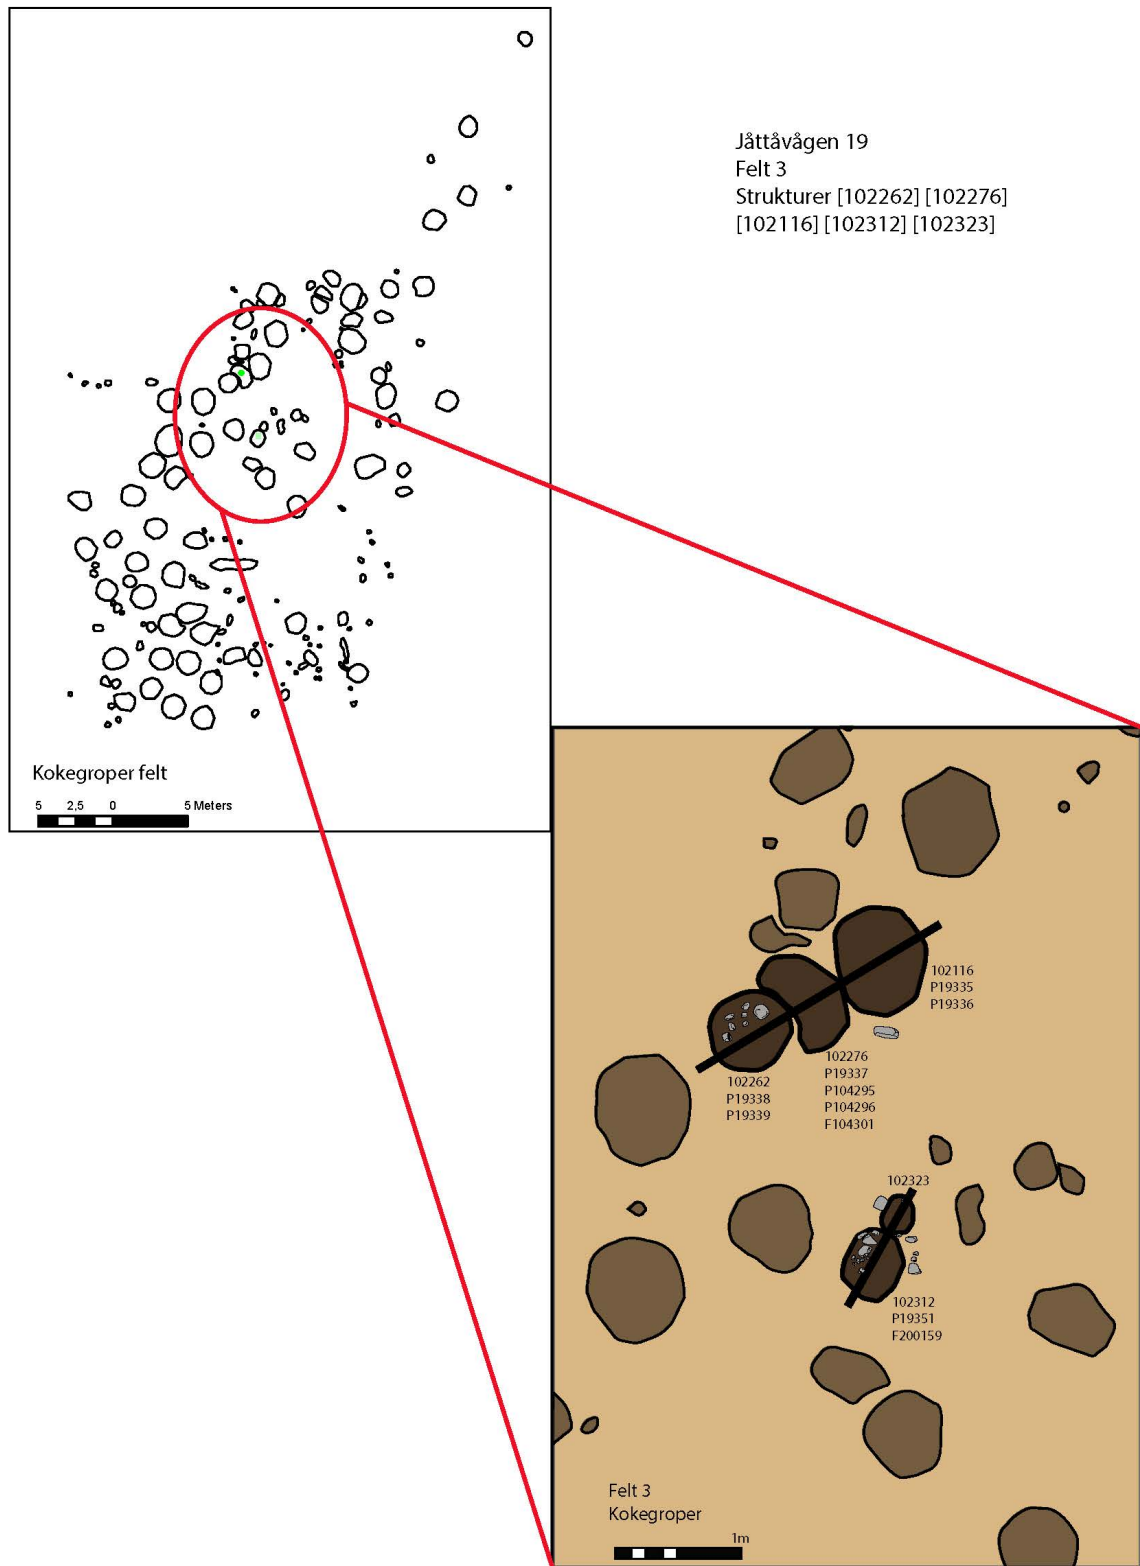 Jåttåvågen 19
Felt 3
Strukturer [102262] [102276]
[102116] [102312] [102323]
Kokegroper felt
5 2,5 0 5 Meters
102116
P19335
P19336
102276
P19337
P104295
P104296
F104301
102262
P19338
P19339
102323
102312
P19351
F200159
Felt 3
Kokegroper
1m